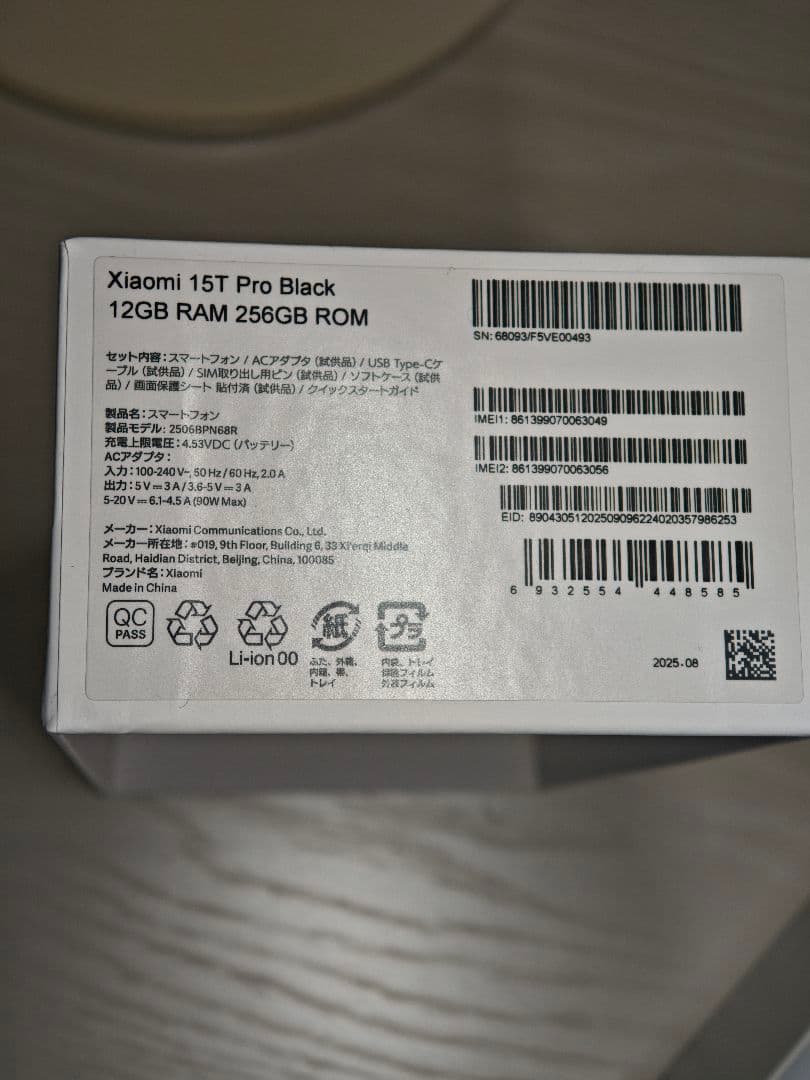 Xiaomi 15T Pro Black
12GB RAM 256GB ROM
セット内容：スマートフォン / ACアダプタ (試供品) / USB Type-Cケ
ーブル (試供品) / SIM取り出し用ピン (試供品) / ソフトケース (試供
品) / 画面保護シート 貼付済 (試供品) / クイックスタートガイド
製品名：スマートフォン
製品モデル: 2506BPN68R
充電上限電圧：4.53VDC (バッテリー)
ACアダプタ：
入力：100-240 V~, 50 Hz / 60 Hz, 2.0 A
出力：5 V⎓3 A / 3.6-5 V⎓3 A
5-20 V⎓6.1-4.5 A (90W Max)
メーカー：Xiaomi Communications Co., Ltd.
メーカー所在地：#019, 9th Floor, Building 6, 33 Xi'erqi Middle
Road, Haidian District, Beijing, China, 100085
ブランド名：Xiaomi
Made in China
QC
PASS
Li-ion 00
紙
ふた、外箱、
内箱、帯、
トレイ
プラ
内袋、トレイ
保護フィルム
外装フィルム
SN: 68093/F5VE00493
IMEI1: 861399070063049
IMEI2: 861399070063056
EID: 89043051202509096224020357986253
6 932554 448585
2025.08